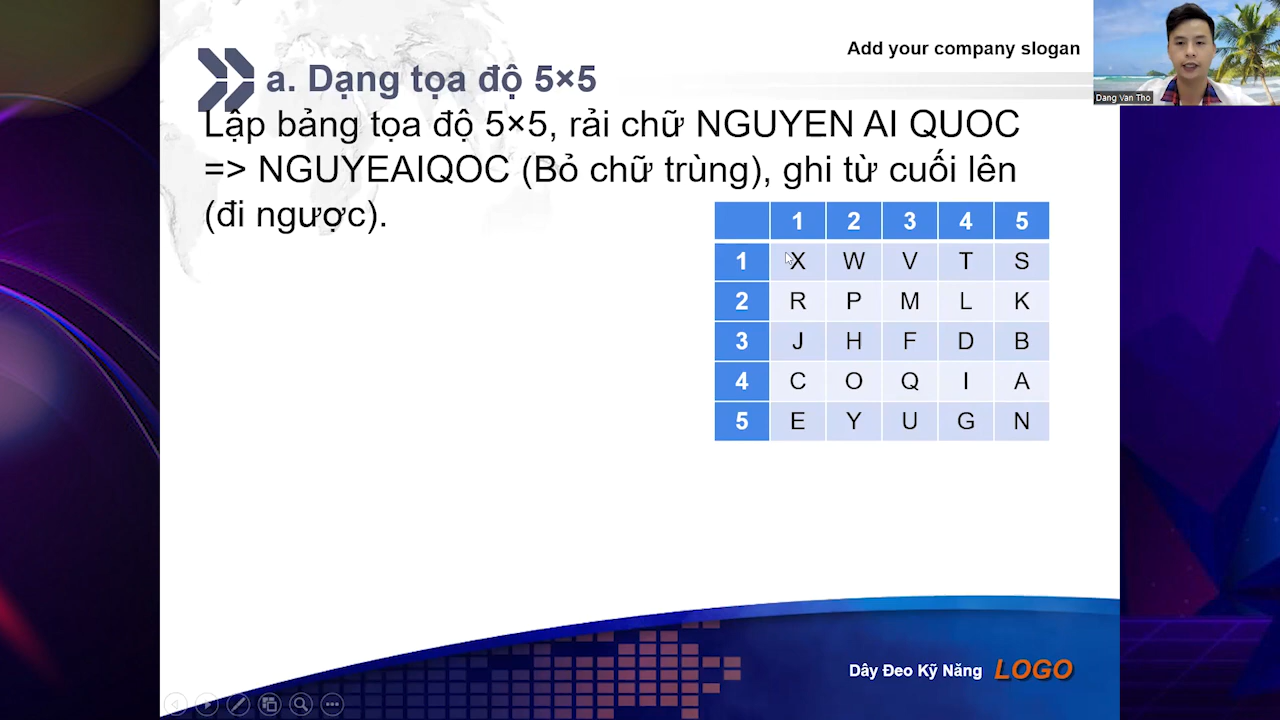 Add your company slogan
Dang Van Tho
a. Dạng tọa độ 5×5
Lập bảng tọa độ 5×5, rải chữ NGUYEN AI QUOC
=> NGUYEAIQOC (Bỏ chữ trùng), ghi từ cuối lên
(đi ngược).
1 2 3 4 5
1 X W V T S
2 R P M L K
3 J H F D B
4 C O Q I A
5 E Y U G N
Dây Đeo Kỹ Năng LOGO